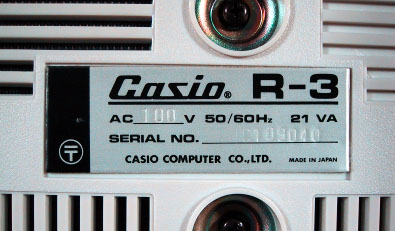 Casio® R-3
AC 100 V 50/60Hz 21 VA
SERIAL NO.
CASIO COMPUTER CO., LTD. MADE IN JAPAN